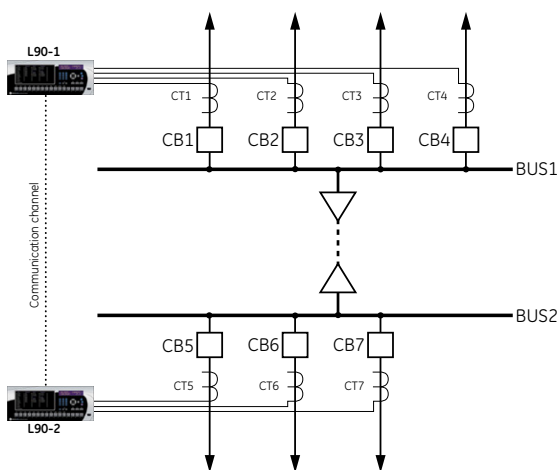 L90-1
CT1
CT2
CT3
CT4
CB1
CB2
CB3
CB4
BUS1
Communication channel
BUS2
CB5
CB6
CB7
CT5
CT6
CT7
L90-2